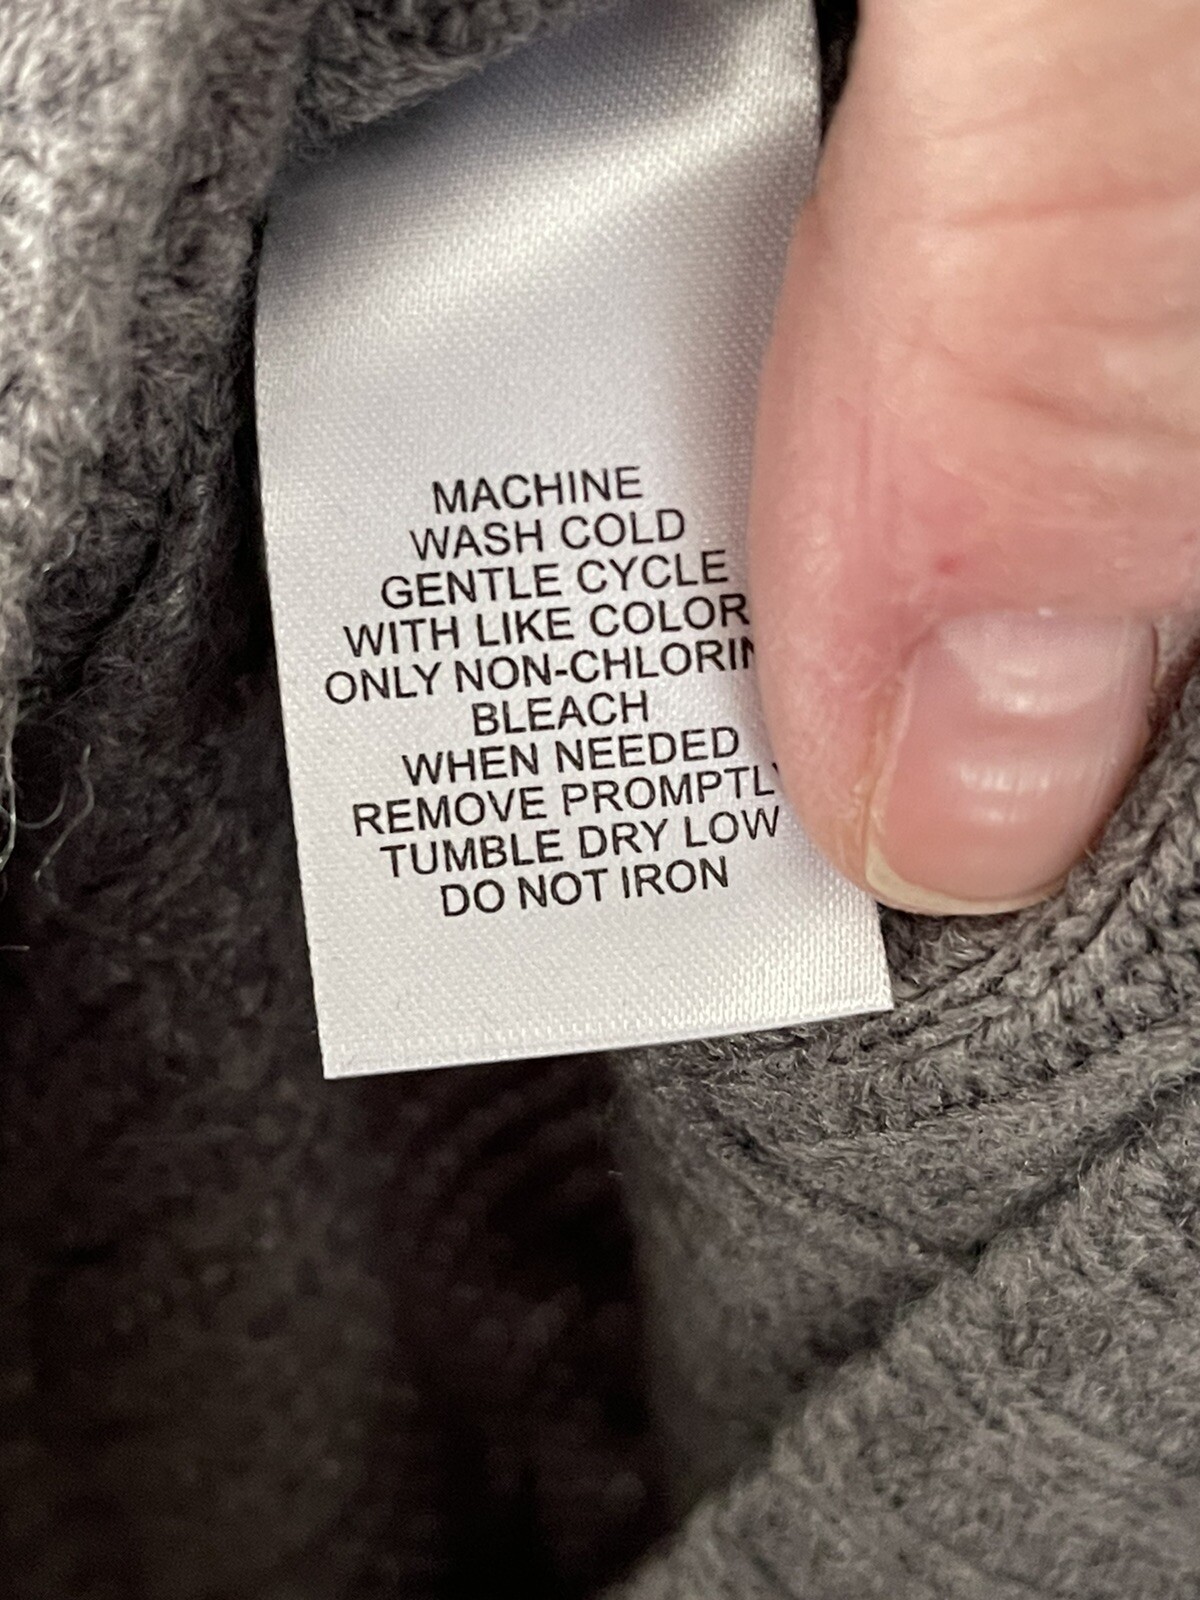 MACHINE
WASH COLD
GENTLE CYCLE
WITH LIKE COLOR
ONLY NON-CHLORIN
BLEACH
WHEN NEEDED
REMOVE PROMPTLY
TUMBLE DRY LOW
DO NOT IRON